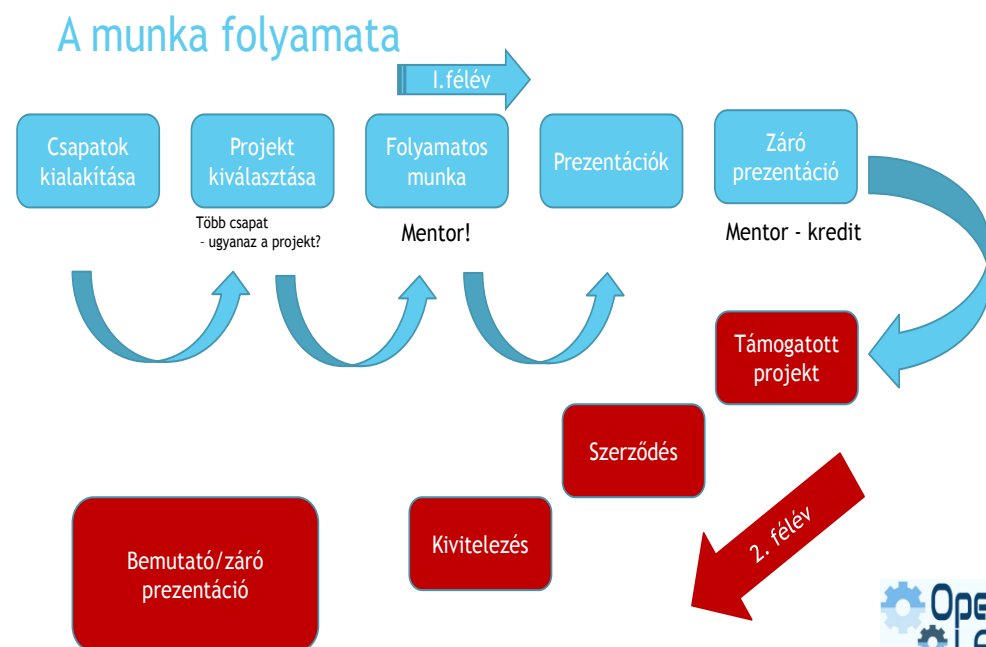 A munka folyamata
I.félév
Csapatok
kialakítása
Projekt
kiválasztása
Folyamatos
munka
Prezentációk
Záró
prezentáció
Több csapat
– ugyanaz a projekt?
Mentor!
Mentor - kredit
Támogatott
projekt
Szerződés
2. félév
Kivitelezés
Bemutató/záró
prezentáció